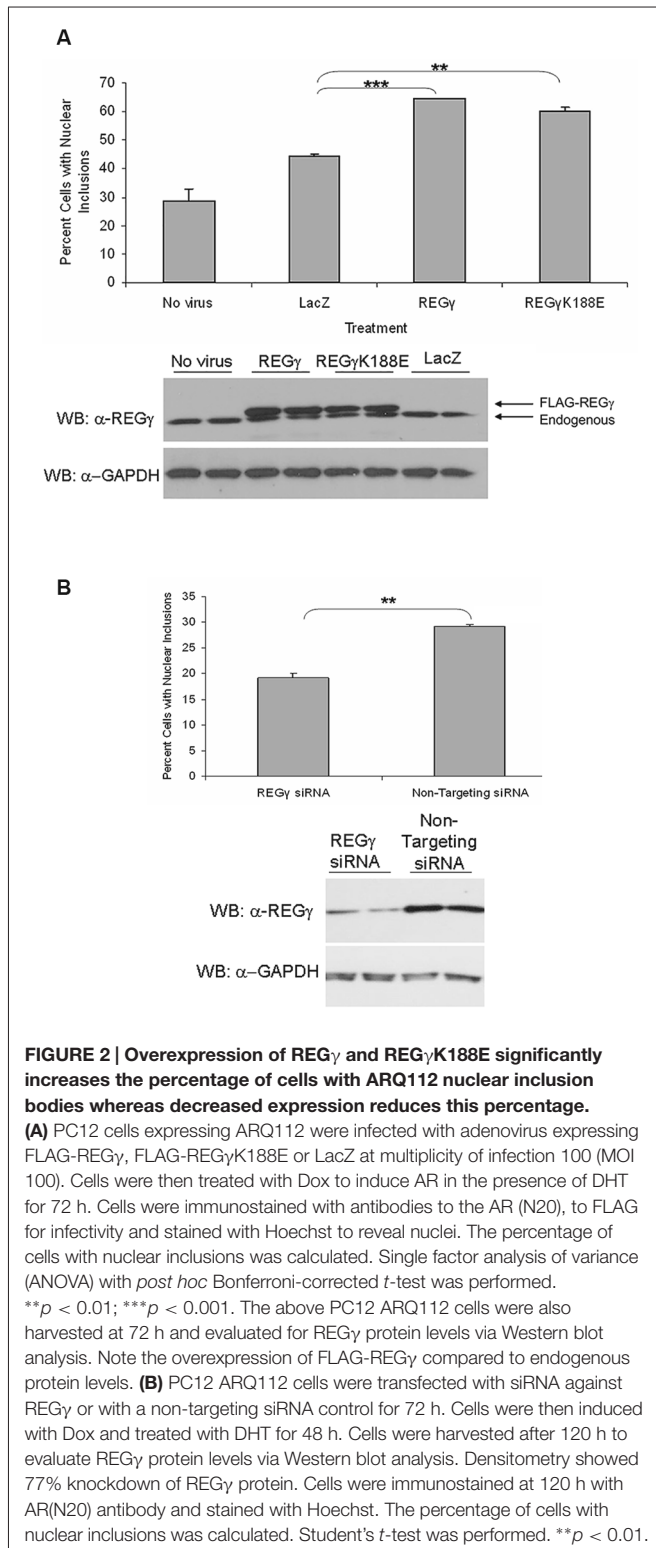 A
**
***
70
60
50
40
30
20
10
0
Percent Cells with Nuclear
Inclusions
No virus LacZ REGγ REGγK188E
Treatment
No virus REGγ REGγK188E LacZ
WB: α-REGγ
FLAG-REGγ
Endogenous
WB: α–GAPDH
B
**
35
30
25
20
15
10
5
0
Percent Cells with Nuclear Inclusions
REGγ siRNA Non-Targeting siRNA
REGγ
siRNA
Non-
Targeting
siRNA
WB: α-REGγ
WB: α–GAPDH
FIGURE 2 | Overexpression of REGγ and REGγK188E significantly
increases the percentage of cells with ARQ112 nuclear inclusion
bodies whereas decreased expression reduces this percentage.
(A) PC12 cells expressing ARQ112 were infected with adenovirus expressing
FLAG-REGγ, FLAG-REGγK188E or LacZ at multiplicity of infection 100 (MOI
100). Cells were then treated with Dox to induce AR in the presence of DHT
for 72 h. Cells were immunostained with antibodies to the AR (N20), to FLAG
for infectivity and stained with Hoechst to reveal nuclei. The percentage of
cells with nuclear inclusions was calculated. Single factor analysis of variance
(ANOVA) with post hoc Bonferroni-corrected t-test was performed.
**p < 0.01; ***p < 0.001. The above PC12 ARQ112 cells were also
harvested at 72 h and evaluated for REGγ protein levels via Western blot
analysis. Note the overexpression of FLAG-REGγ compared to endogenous
protein levels. (B) PC12 ARQ112 cells were transfected with siRNA against
REGγ or with a non-targeting siRNA control for 72 h. Cells were then induced
with Dox and treated with DHT for 48 h. Cells were harvested after 120 h to
evaluate REGγ protein levels via Western blot analysis. Densitometry showed
77% knockdown of REGγ protein. Cells were immunostained at 120 h with
AR(N20) antibody and stained with Hoechst. The percentage of cells with
nuclear inclusions was calculated. Student's t-test was performed. **p < 0.01.